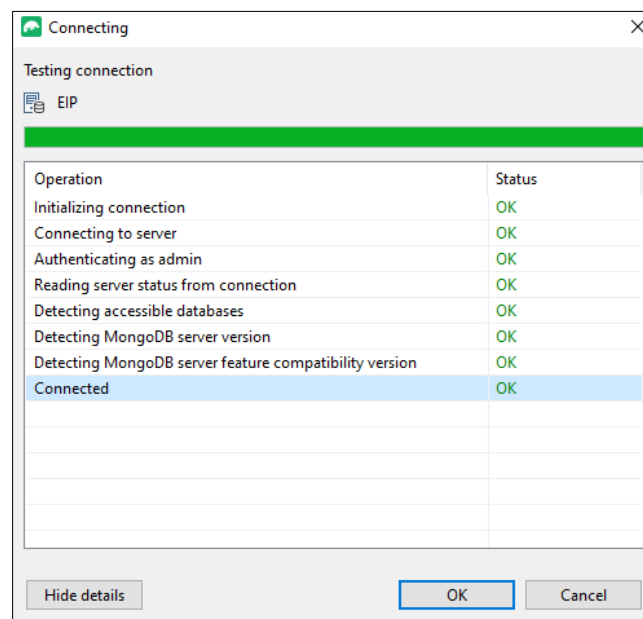 Connecting
Testing connection
EIP
Operation Status
Initializing connection OK
Connecting to server OK
Authenticating as admin OK
Reading server status from connection OK
Detecting accessible databases OK
Detecting MongoDB server version OK
Detecting MongoDB server feature compatibility version OK
Connected OK
Hide details OK Cancel